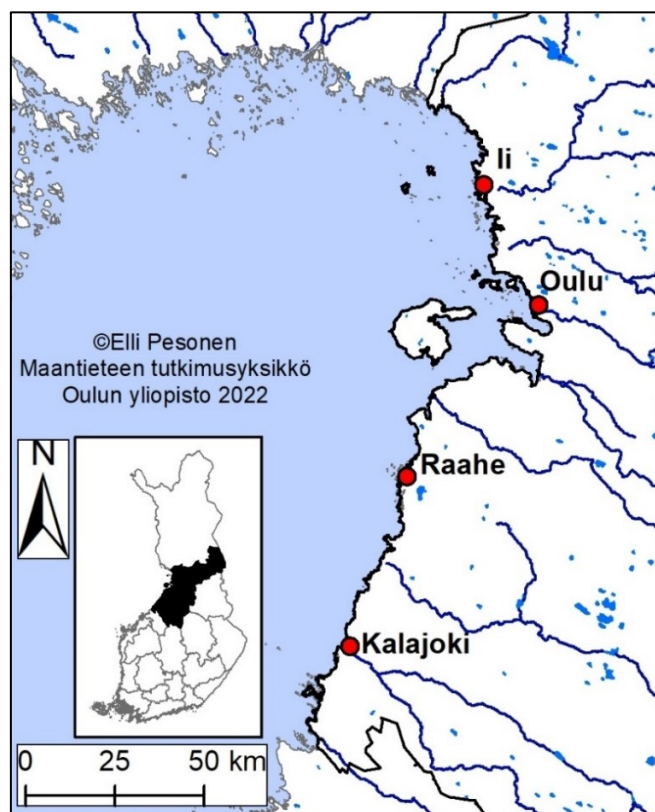 Ii
Oulu
©Elli Pesonen
Maantieteen tutkimusyksikkö
Oulun yliopisto 2022
N
Raahe
Kalajoki
0 25 50 km